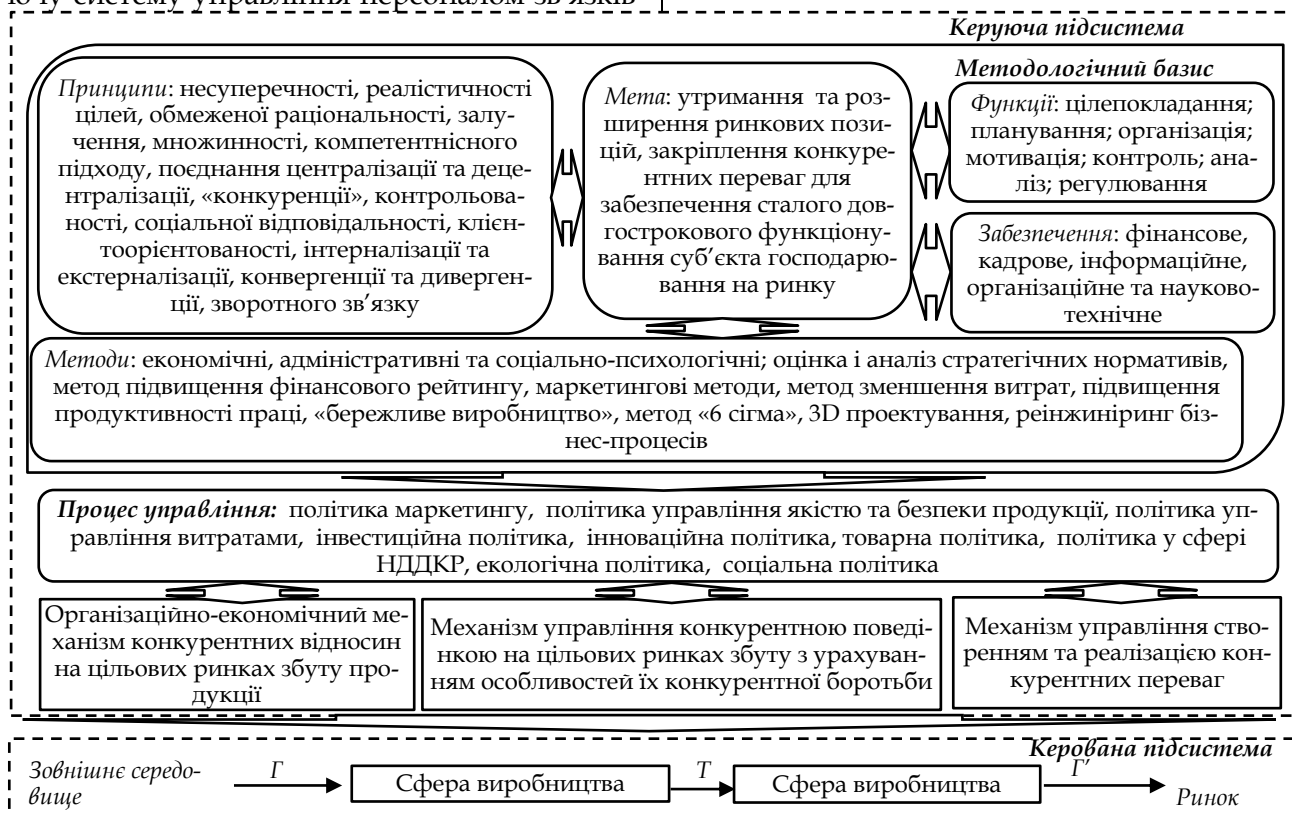 ючу систему управління персоналом зв’язків
Керуюча підсистема
Методологічний базис
Принципи: несуперечності, реалістичності
цілей, обмеженої раціональності, залу-
чення, множинності, компетентнісного
підходу, поєднання централізації та деце-
нтралізації, «конкуренції», контрольова-
ності, соціальної відповідальності, клієн-
тоорієнтованості, інтерналізації та
екстерналізації, конвергенції та диверген-
ції, зворотного зв’язку
Мета: утримання та роз-
ширення ринкових пози-
цій, закріплення конкуре-
нтних переваг для
забезпечення сталого дов-
гострокового функціону-
вання суб’єкта господарю-
вання на ринку
Функції: цілепокладання;
планування; організація;
мотивація; контроль; ана-
ліз; регулювання
Забезпечення: фінансове,
кадрове, інформаційне,
організаційне та науково-
технічне
Методи: економічні, адміністративні та соціально-психологічні; оцінка і аналіз стратегічних нормативів,
метод підвищення фінансового рейтингу, маркетингові методи, метод зменшення витрат, підвищення
продуктивності праці, «бережливе виробництво», метод «6 сігма», 3D проектування, реінжиніринг біз-
нес-процесів
Процес управління: політика маркетингу, політика управління якістю та безпеки продукції, політика уп-
равління витратами, інвестиційна політика, інноваційна політика, товарна політика, політика у сфері
НДДКР, екологічна політика, соціальна політика
Організаційно-економічний ме-
ханізм конкурентних відносин
на цільових ринках збуту про-
дукції
Механізм управління конкурентною поведі-
нкою на цільових ринках збуту з урахуван-
ням особливостей їх конкурентної боротьби
Механізм управління ство-
ренням та реалізацією кон-
курентних переваг
Керована підсистема
Зовнішнє середо-
вище
Г
Сфера виробництва
Т
Сфера виробництва
Г’
Ринок